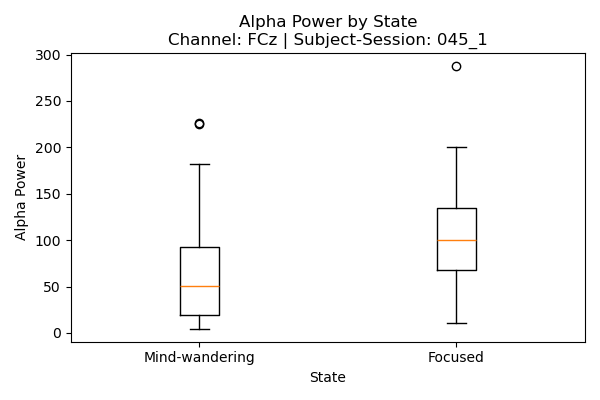 Alpha Power by State
Channel: FCz | Subject-Session: 045_1
300
250
200
150
100
50
0
Alpha Power
Mind-wandering
Focused
State